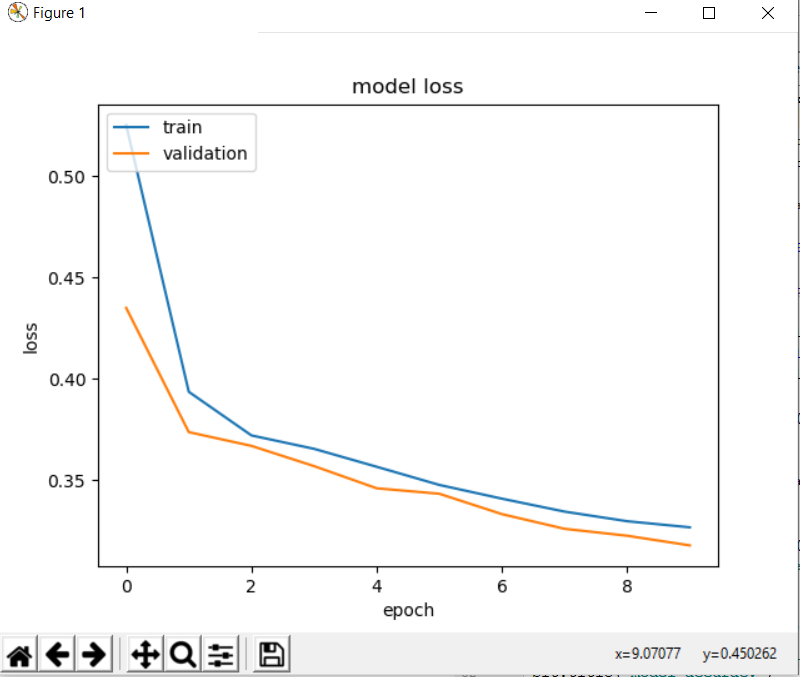 Figure 1
model loss
train
validation
0.50
0.45
0.40
0.35
loss
0 2 4 6 8
epoch
x=9.07077 y=0.450262